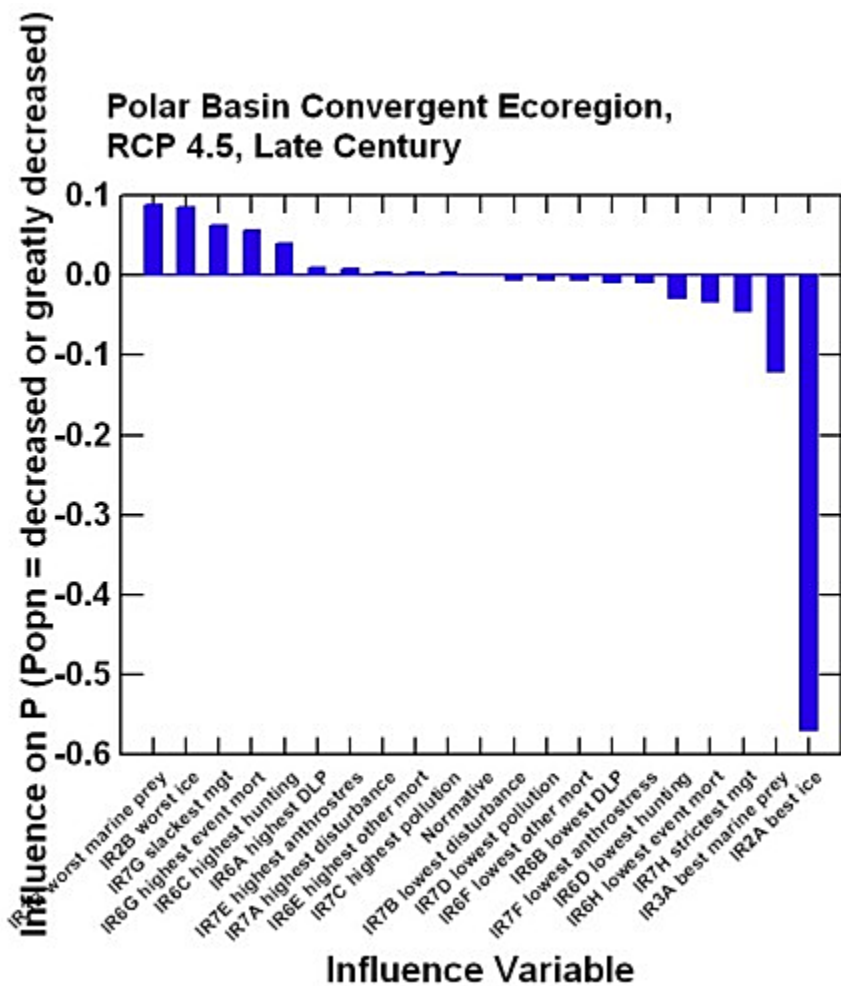 Influence on P (Popn = decreased or greatly decreased)
Polar Basin Convergent Ecoregion,
RCP 4.5, Late Century
0.1
0.0
-0.1
-0.2
-0.3
-0.4
-0.5
-0.6
worst marine prey
IR2B worst ice
IR7G slackest mgt
IR6G highest event mort
IR6C highest hunting
IR6A highest DLP
IR7E highest anthrostres
IR7A highest disturbance
IR6E highest other mort
IR7C highest pollution
Normative
IR7B lowest disturbance
IR7D lowest pollution
IR6F lowest other mort
IR6B lowest DLP
IR7F lowest anthrostress
IR6D lowest hunting
IR6H lowest event mort
IR7H strictest mgt
IR3A best marine prey
IR2A best ice
Influence Variable